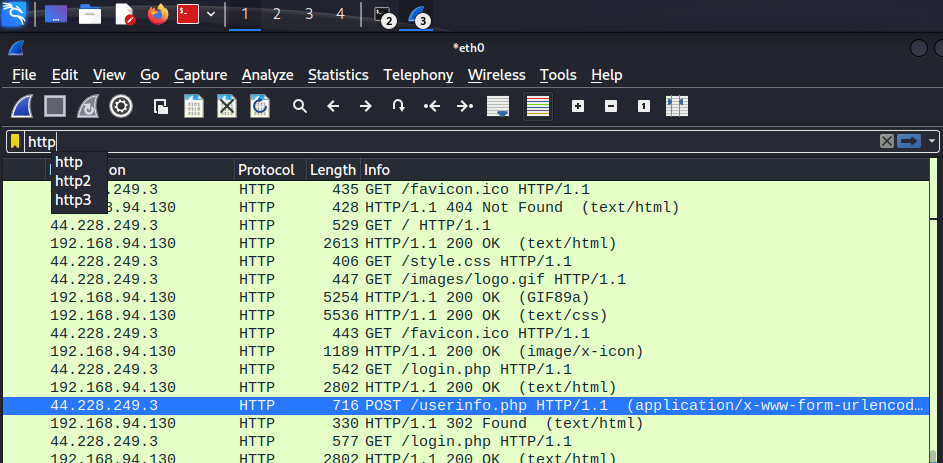 1 2 3 4 2 3
*eth0
File Edit View Go Capture Analyze Statistics Telephony Wireless Tools Help
http
Protocol Length Info
http
http2
http3
.249.3 HTTP 435 GET /favicon.ico HTTP/1.1
.94.130 HTTP 428 HTTP/1.1 404 Not Found (text/html)
44.228.249.3 HTTP 529 GET / HTTP/1.1
192.168.94.130 HTTP 2613 HTTP/1.1 200 OK (text/html)
44.228.249.3 HTTP 406 GET /style.css HTTP/1.1
44.228.249.3 HTTP 447 GET /images/logo.gif HTTP/1.1
192.168.94.130 HTTP 5254 HTTP/1.1 200 OK (GIF89a)
192.168.94.130 HTTP 5536 HTTP/1.1 200 OK (text/css)
44.228.249.3 HTTP 443 GET /favicon.ico HTTP/1.1
192.168.94.130 HTTP 1189 HTTP/1.1 200 OK (image/x-icon)
44.228.249.3 HTTP 542 GET /login.php HTTP/1.1
192.168.94.130 HTTP 2802 HTTP/1.1 200 OK (text/html)
44.228.249.3 HTTP 716 POST /userinfo.php HTTP/1.1 (application/x-www-form-urlencod…
192.168.94.130 HTTP 330 HTTP/1.1 302 Found (text/html)
44.228.249.3 HTTP 577 GET /login.php HTTP/1.1
192.168.94.130 HTTP 2802 HTTP/1.1 200 OK (text/html)